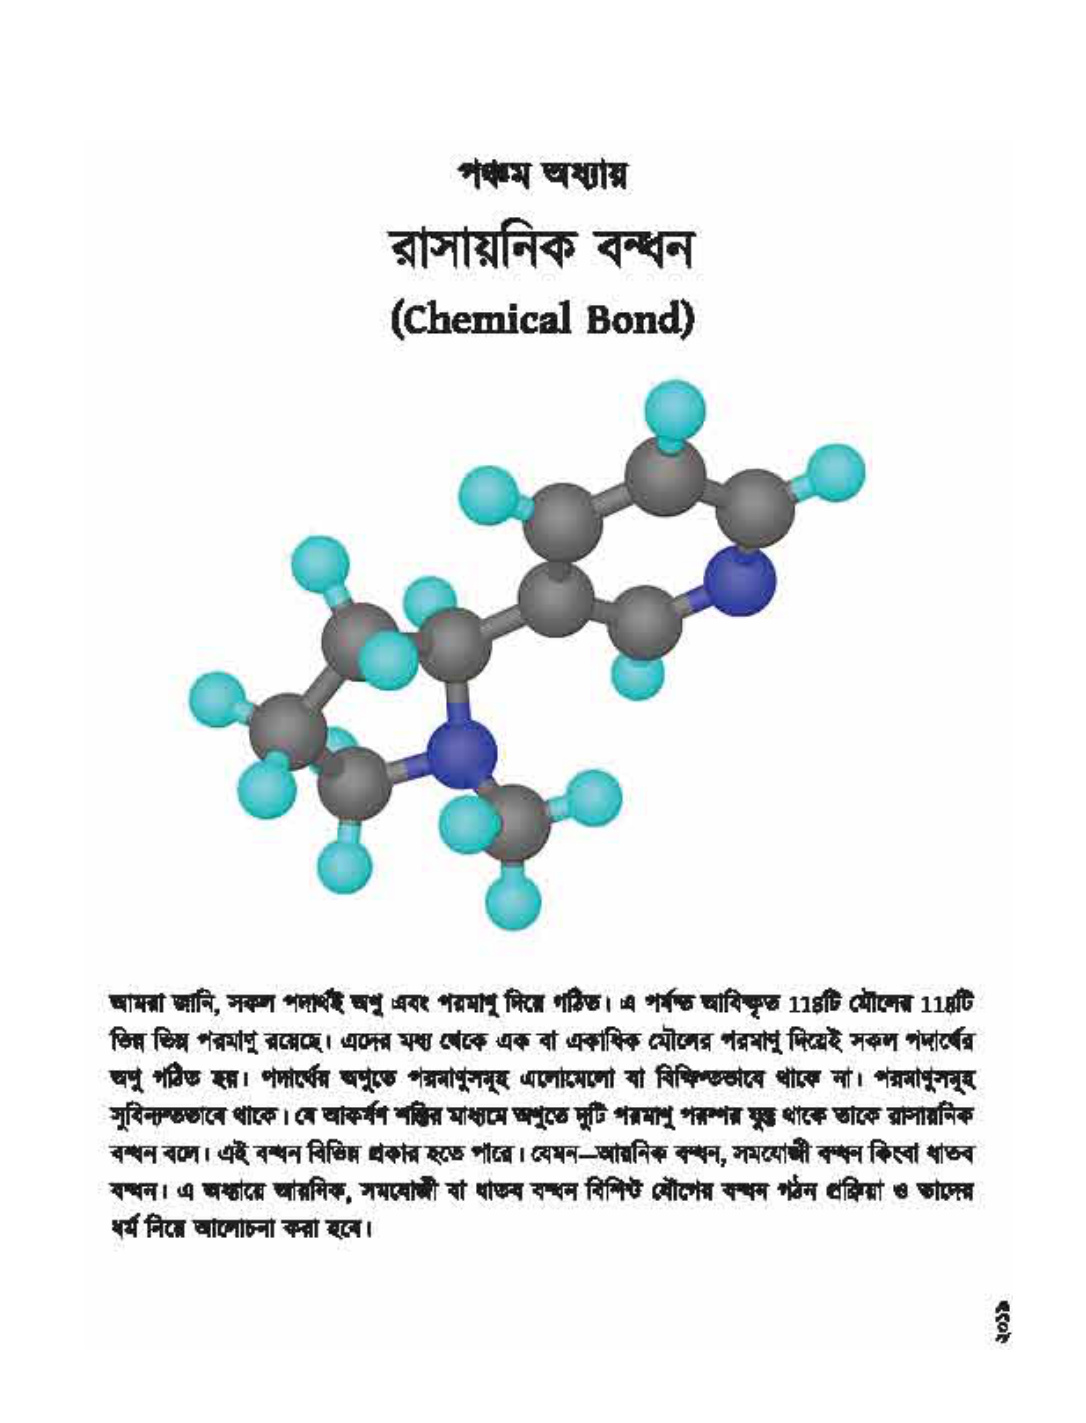 পঞ্চম অধ্যায়
রাসায়নিক বন্ধন
(Chemical Bond)
আমরা জানি, সকল পদার্থই অণু এবং পরমাণু দিয়ে গঠিত। এ পর্যন্ত আবিষ্কৃত 118টি মৌলের 118টি
ভিন্ন ভিন্ন পরমাণু রয়েছে। এদের মধ্য থেকে এক বা একাধিক মৌলের পরমাণু দিয়েই সকল পদার্থের
অণু গঠিত হয়। পদার্থের অণুতে পরমাণুসমূহ এলোমেলো বা বিক্ষিপ্তভাবে থাকে না। পরমাণুসমূহ
সুবিন্যস্তভাবে থাকে। যে আকর্ষণ শক্তির মাধ্যমে অণুতে দুটি পরমাণু পরস্পর যুক্ত থাকে তাকে রাসায়নিক
বন্ধন বলে। এই বন্ধন বিভিন্ন প্রকার হতে পারে। যেমন—আয়নিক বন্ধন, সমযোজী বন্ধন কিংবা ধাতব
বন্ধন। এ অধ্যায়ে আয়নিক, সমযোজী বা ধাতব বন্ধন বিশিষ্ট যৌগের বন্ধন গঠন প্রক্রিয়া ও তাদের
ধর্ম নিয়ে আলোচনা করা হবে।
২০১৯